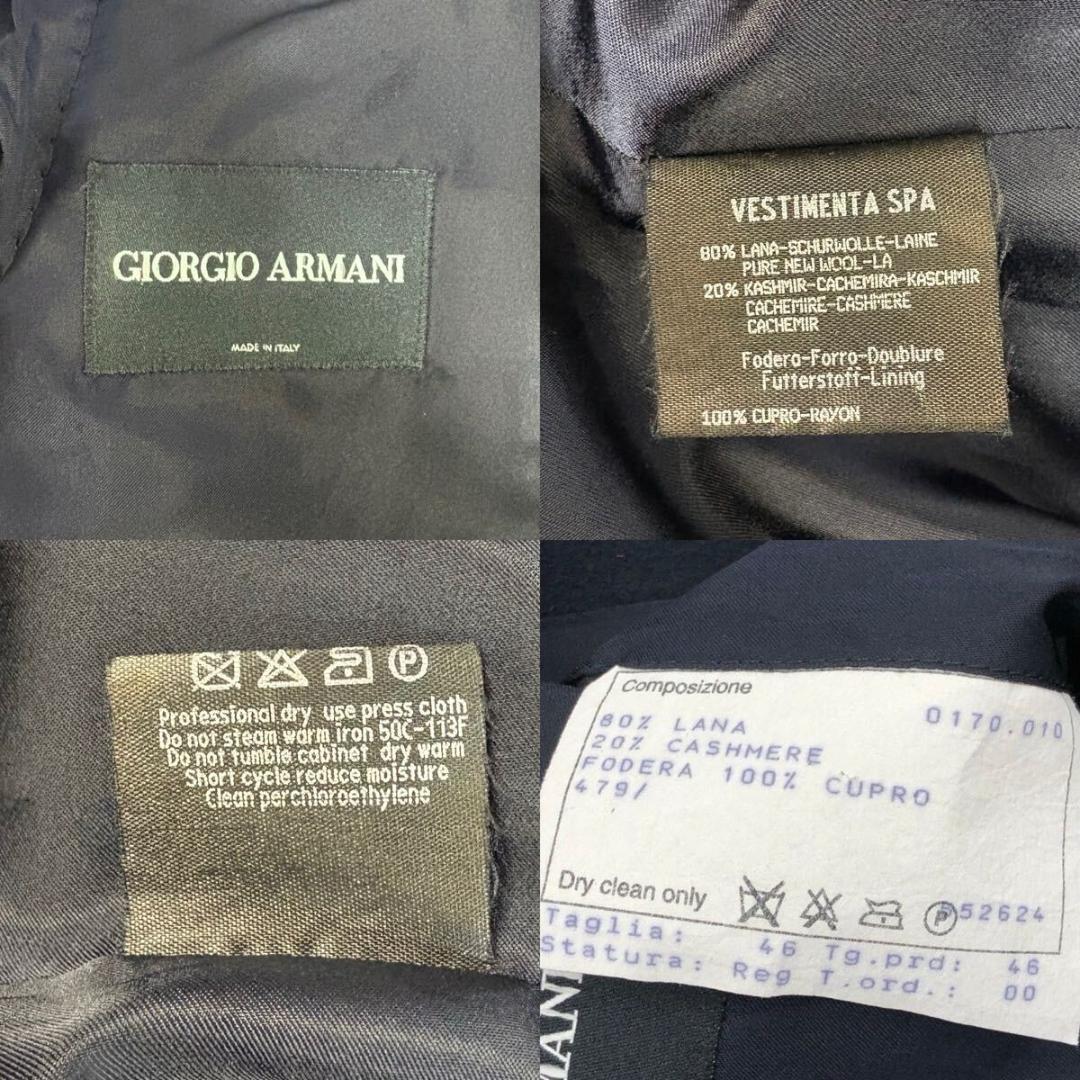 GIORGIO ARMANI
MADE IN ITALY
VESTIMENTA SPA
80% LANA-SCHURWOLLE-LAINE
PURE NEW WOOL-LA
20% KASHMIR-CACHEMIRA-KASCHMIR
CACHEMIRE-CASHMERE
CACHEMIR
Fodero-Forro-Doublure
Futterstoff-Lining
100% CUPRO-RAYON
P
Professional dry use press cloth
Do not steam warm iron 50C-113F
Do not tumble cabinet dry warm
Short cycle reduce moisture
Clean perchloroethylene
Composizione
80% LANA 0170.010
20% CASHMERE
FODERA 100% CUPRO
479/
Dry clean only P 52624
Taglia: 46 Tg.prd: 46
Statura: Reg T.ord.: 00
MANI